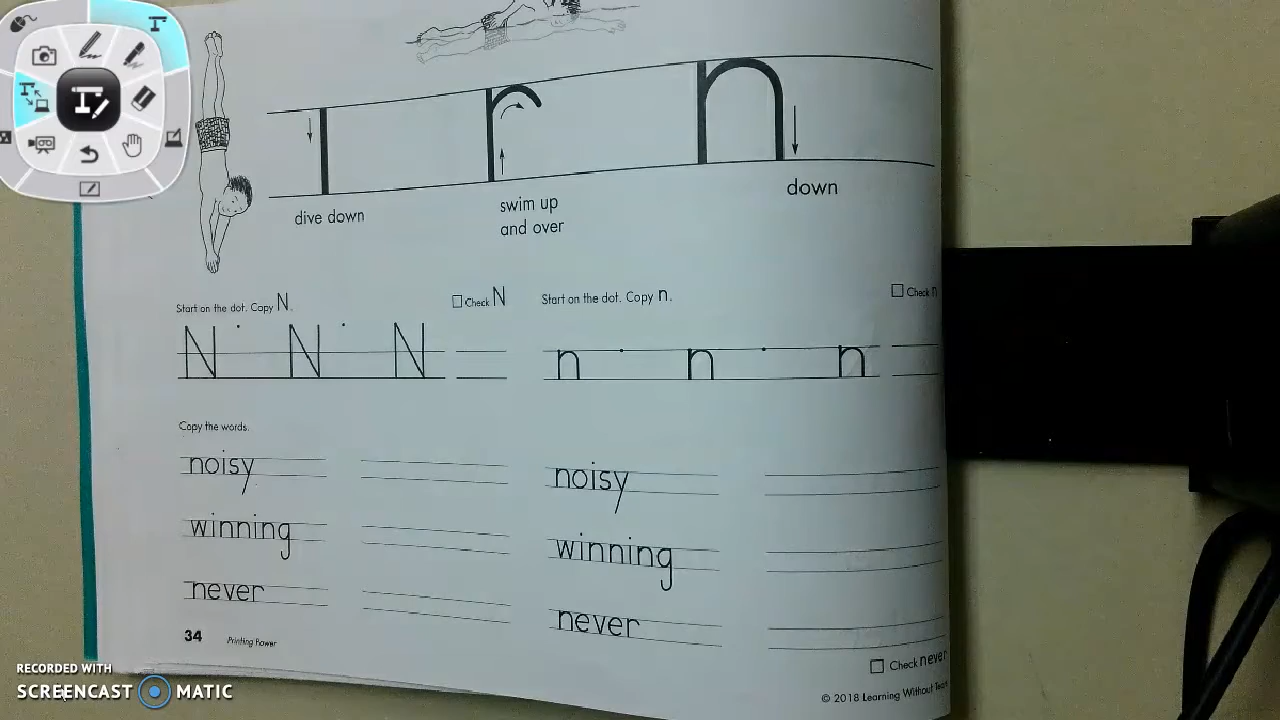 dive down
swim up
and over
down
Start on the dot. Copy N.
Check N
N N N
Start on the dot. Copy n.
Check n
n n n
Copy the words.
noisy
winning
never
noisy
winning
never
Check never
34 Printing Power
© 2018 Learning Without
RECORDED WITH
SCREENCAST MATIC